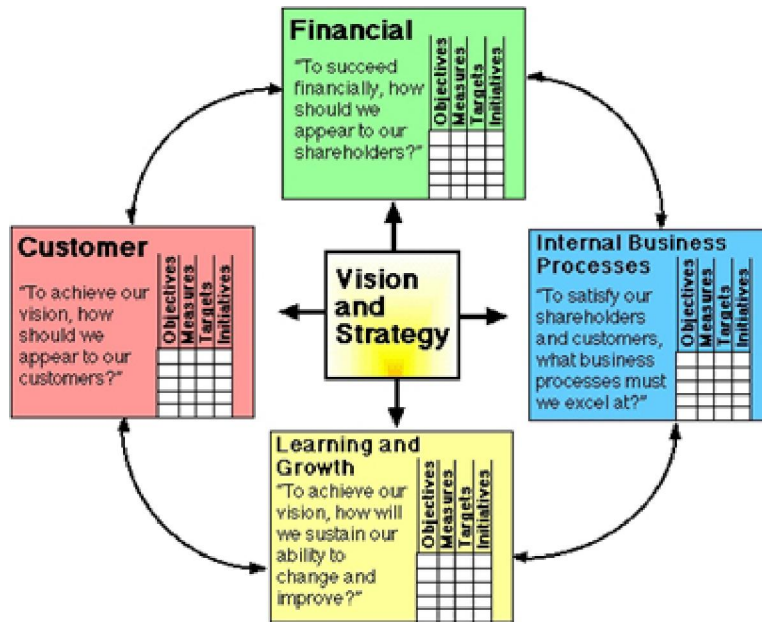 Financial
“To succeed
financially, how
should we
appear to our
shareholders?”
Objectives
Measures
Targets
Initiatives
Customer
“To achieve our
vision, how
should we
appear to our
customers?”
Objectives
Measures
Targets
Initiatives
Vision
and
Strategy
Internal Business
Processes
“To satisfy our
shareholders
and customers,
what business
processes must
we excel at?”
Objectives
Measures
Targets
Initiatives
Learning and
Growth
“To achieve our
vision, how will
we sustain our
ability to
change and
improve?”
Objectives
Measures
Targets
Initiatives